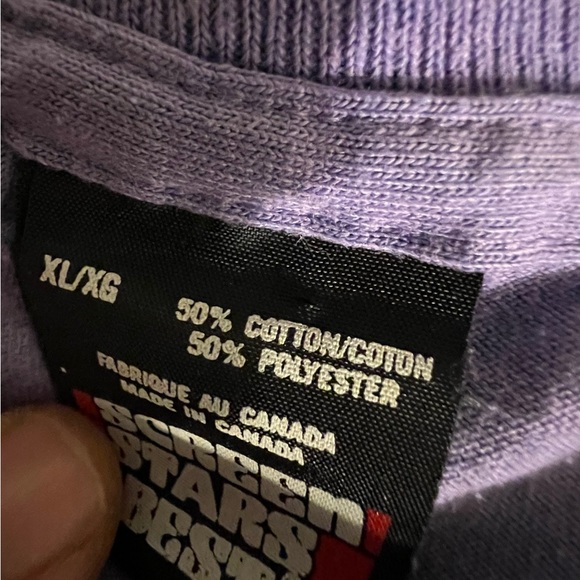 XL/XG
50% COTTON/COTON
50% POLYESTER
FABRIQUE AU CANADA
MADE IN CANADA
SCREEN
STARS
BEST